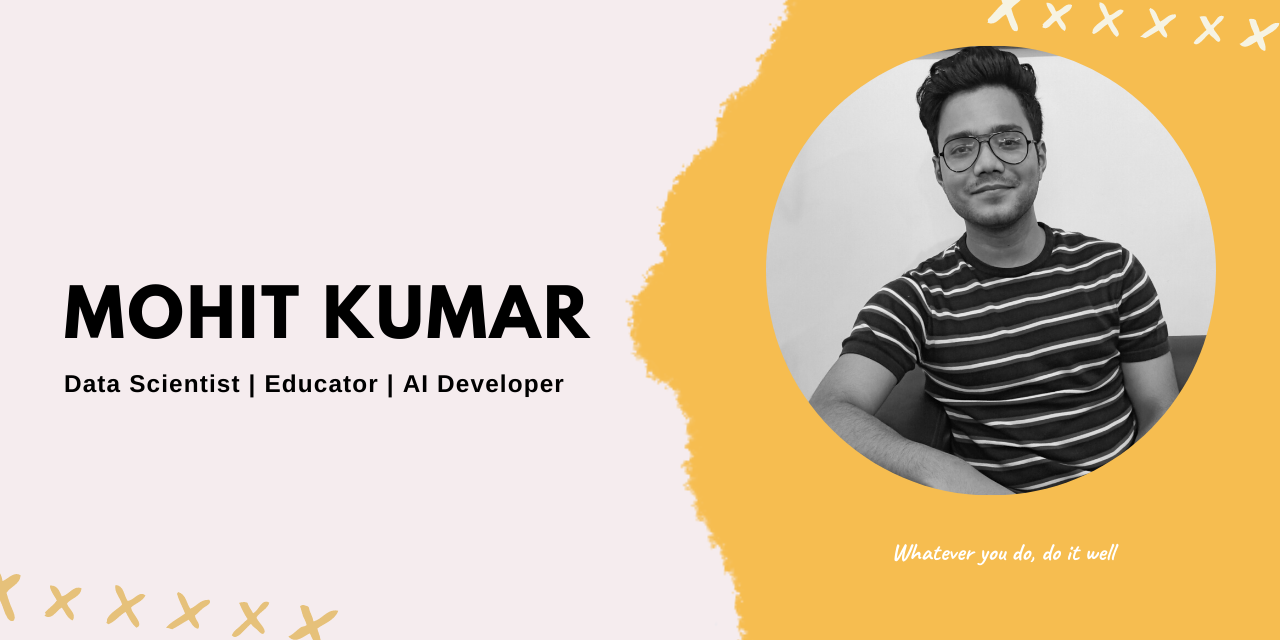 MOHIT KUMAR
Data Scientist | Educator | AI Developer
Whatever you do, do it well